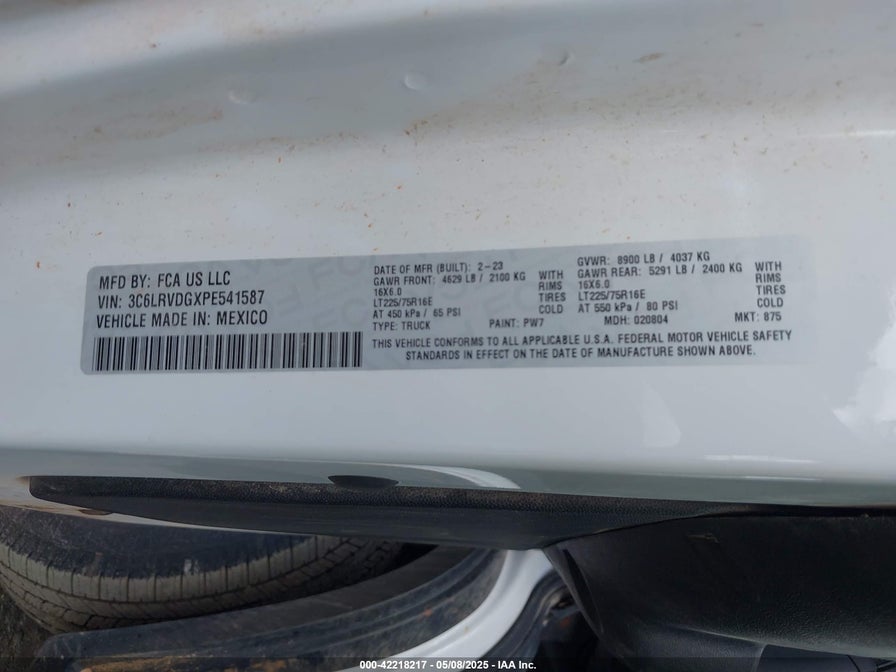 MFD BY: FCA US LLC
VIN: 3C6LRVDGXPE541587
VEHICLE MADE IN: MEXICO
DATE OF MFR (BUILT): 2-23
GAWR FRONT: 4629 LB / 2100 KG WITH
16X6.0 RIMS
LT225/75R16E TIRES
AT 450 kPa / 65 PSI COLD
TYPE: TRUCK PAINT: PW7
GVWR: 8900 LB / 4037 KG
GAWR REAR: 5291 LB / 2400 KG WITH
16X6.0 RIMS
LT225/75R16E TIRES
AT 550 kPa / 80 PSI COLD
MDH: 020804 MKT: 875
THIS VEHICLE CONFORMS TO ALL APPLICABLE U.S.A. FEDERAL MOTOR VEHICLE SAFETY
STANDARDS IN EFFECT ON THE DATE OF MANUFACTURE SHOWN ABOVE.
000-42218217 - 05/08/2025 - IAA Inc.